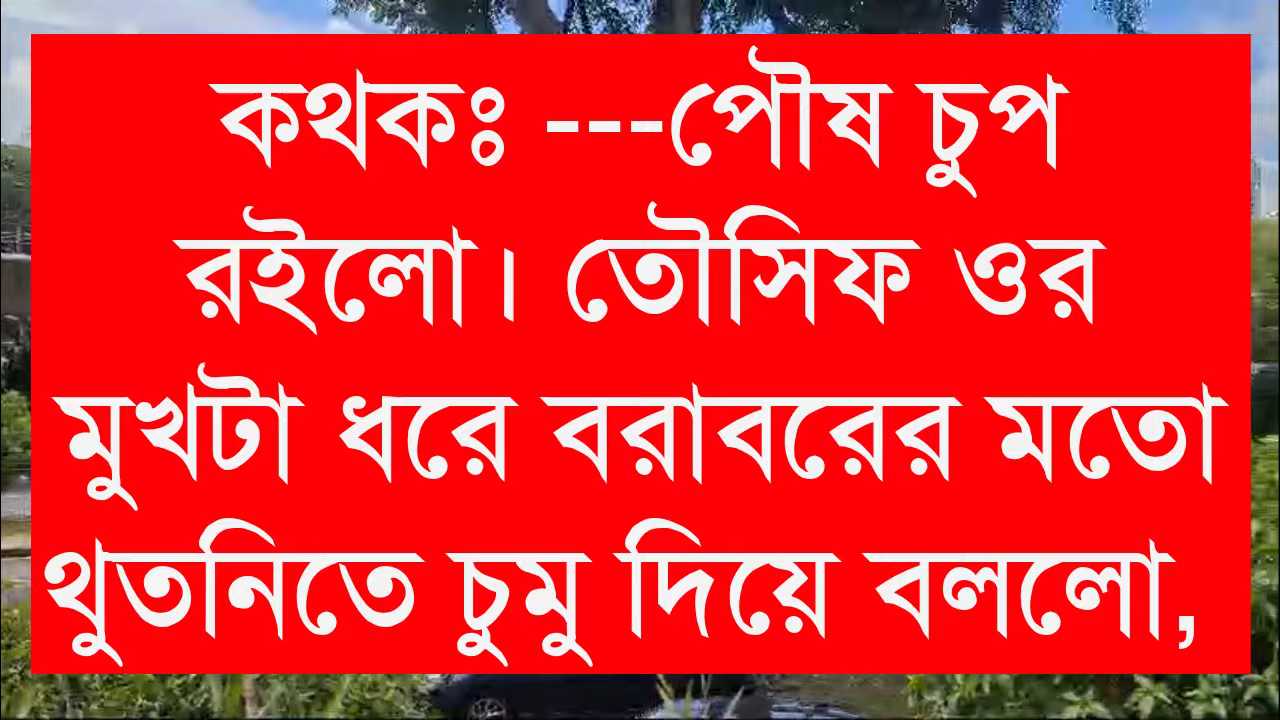 কথকঃ ---পৌষ চুপ
রইলো। তৌসিফ ওর
মুখটা ধরে বরাবরের মতো
থুতনিতে চুমু দিয়ে বললো,